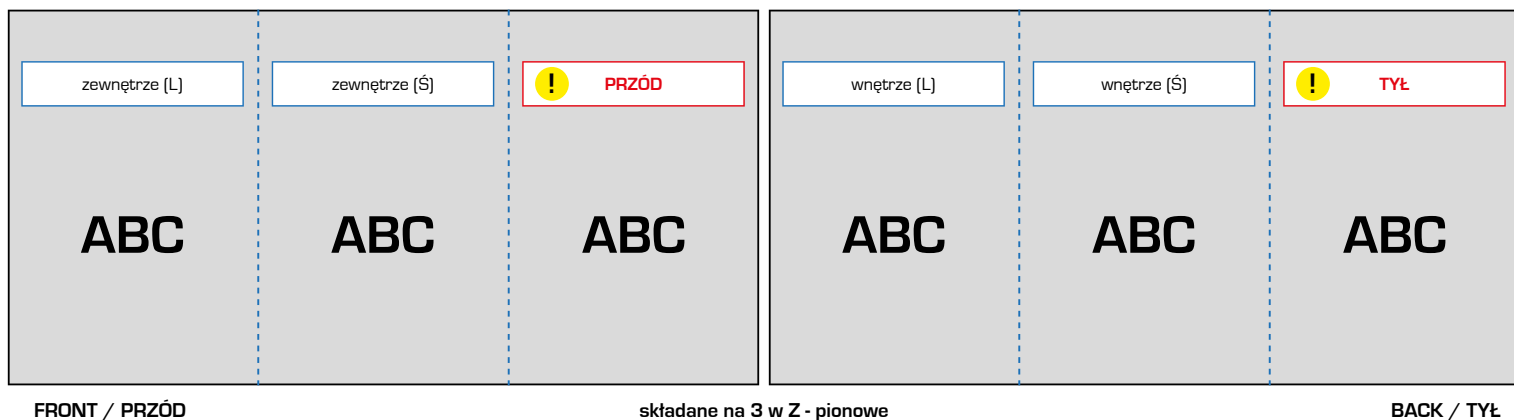 zewnętrze (L)
zewnętrze (Ś)
! PRZÓD
wnętrze (L)
wnętrze (Ś)
! TYŁ
ABC
ABC
ABC
ABC
ABC
ABC
FRONT / PRZÓD
składane na 3 w Z - pionowe
BACK / TYŁ